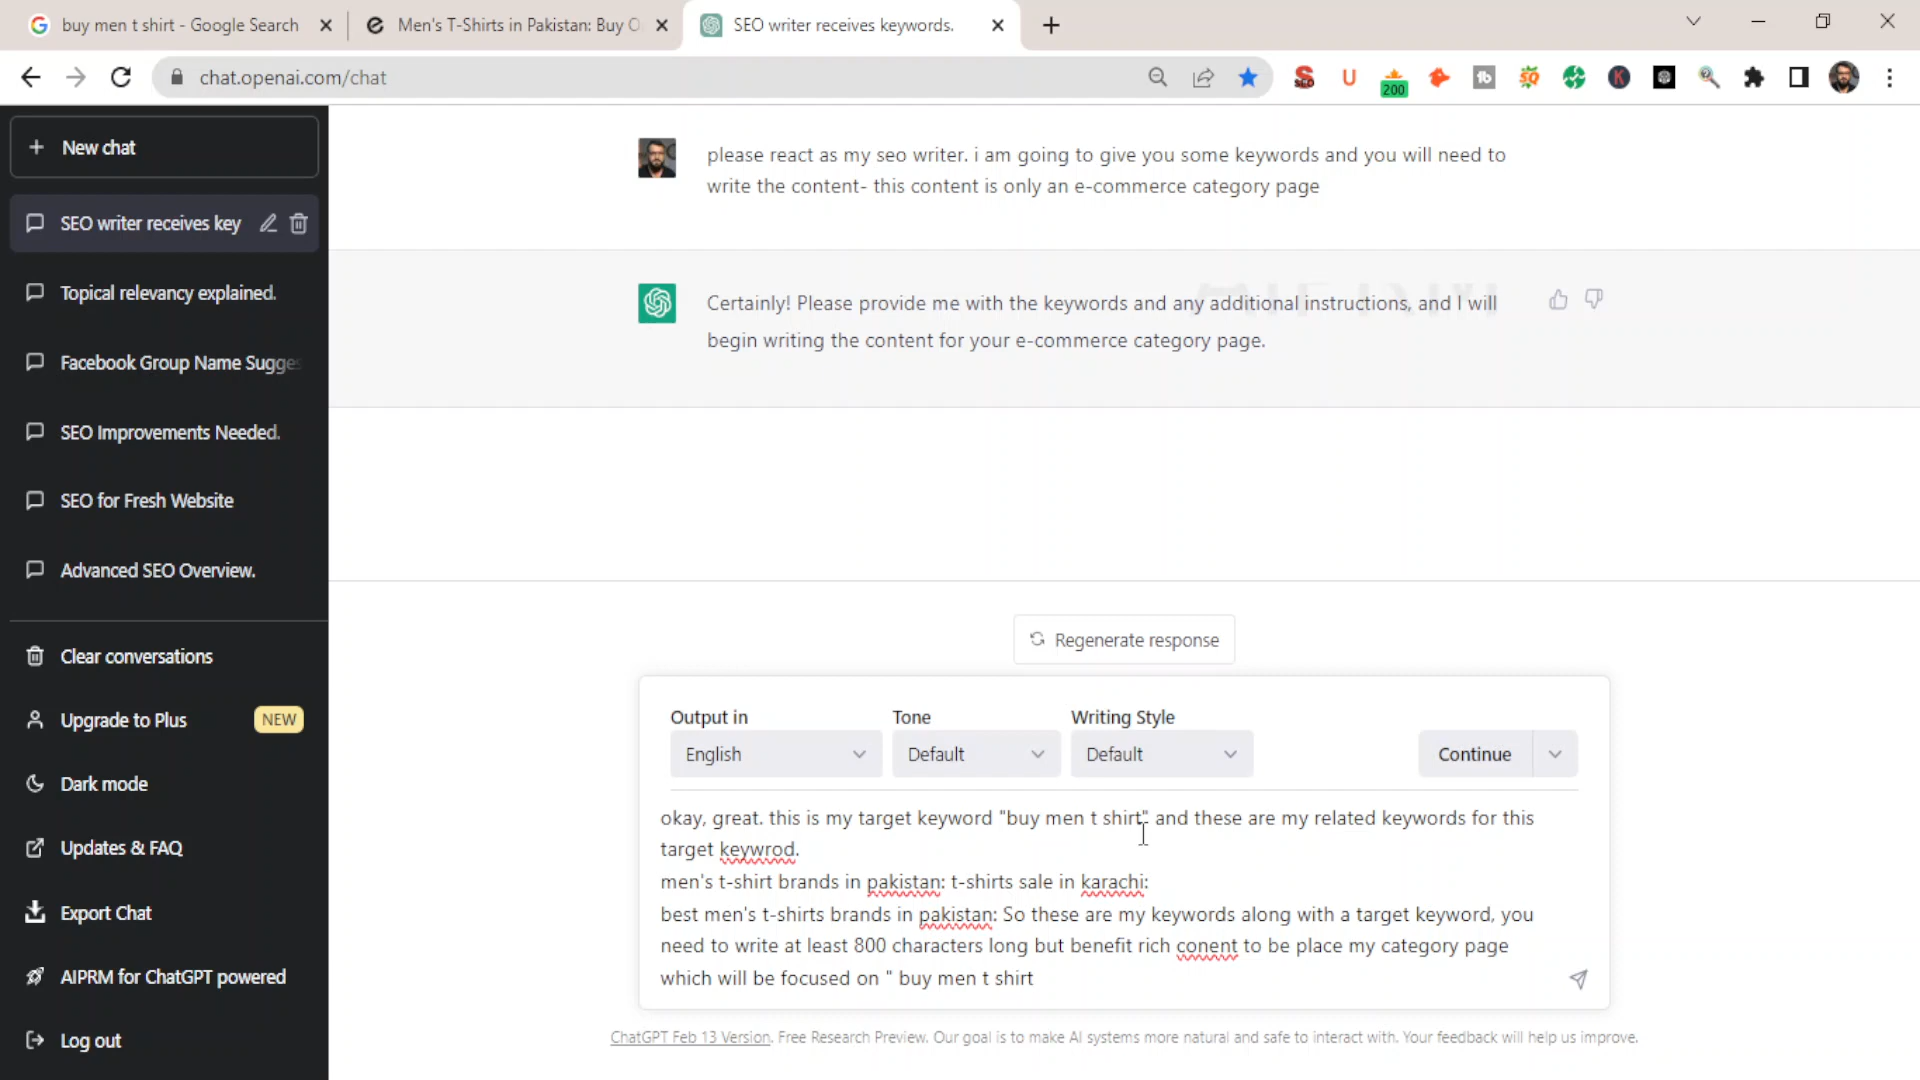 buy men t shirt - Google Search
Men's T-Shirts in Pakistan: Buy O
SEO writer receives keywords.
chat.openai.com/chat
200
New chat
SEO writer receives key
Topical relevancy explained.
Facebook Group Name Sugges
SEO Improvements Needed.
SEO for Fresh Website
Advanced SEO Overview.
Clear conversations
Upgrade to Plus NEW
Dark mode
Updates & FAQ
Export Chat
AIPRM for ChatGPT powered
Log out
please react as my seo writer. i am going to give you some keywords and you will need to
write the content- this content is only an e-commerce category page
Certainly! Please provide me with the keywords and any additional instructions, and I will
begin writing the content for your e-commerce category page.
Regenerate response
Output in Tone Writing Style
English Default Default Continue
okay, great. this is my target keyword "buy men t shirt" and these are my related keywords for this
target keywrod.
men's t-shirt brands in pakistan: t-shirts sale in karachi:
best men's t-shirts brands in pakistan: So these are my keywords along with a target keyword, you
need to write at least 800 characters long but benefit rich conent to be place my category page
which will be focused on " buy men t shirt
ChatGPT Feb 13 Version. Free Research Preview. Our goal is to make AI systems more natural and safe to interact with. Your feedback will help us improve.